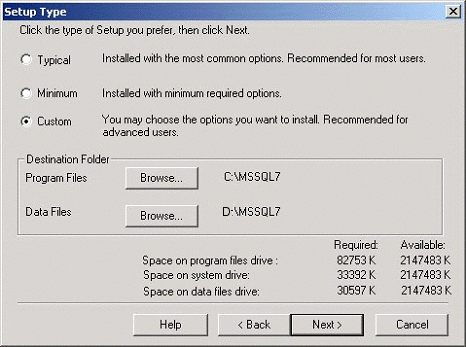 Setup Type
Click the type of Setup you prefer, then click Next.
Typical Installed with the most common options. Recommended for most users.
Minimum Installed with minimum required options.
Custom You may choose the options you want to install. Recommended for
advanced users.
Destination Folder
Program Files Browse... C:\MSSQL7
Data Files Browse... D:\MSSQL7
Required: Available:
Space on program files drive : 82753 K 2147483 K
Space on system drive: 33392 K 2147483 K
Space on data files drive: 30597 K 2147483 K
Help < Back Next > Cancel